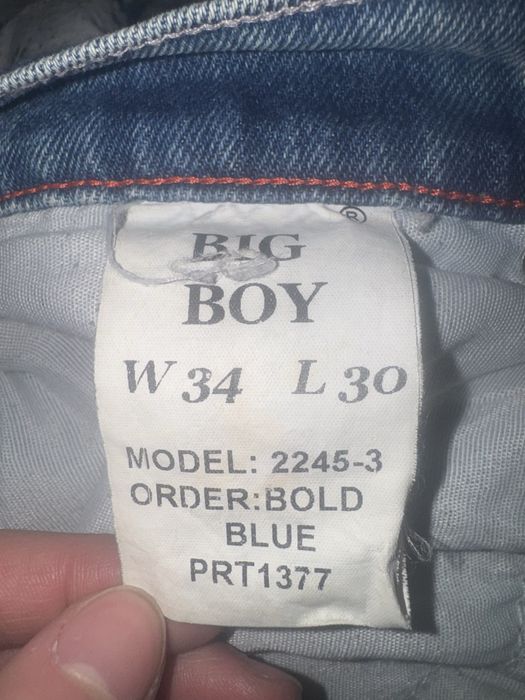 BIG ®
BOY
W 34 L 30
MODEL: 2245-3
ORDER:BOLD
BLUE
PRT1377